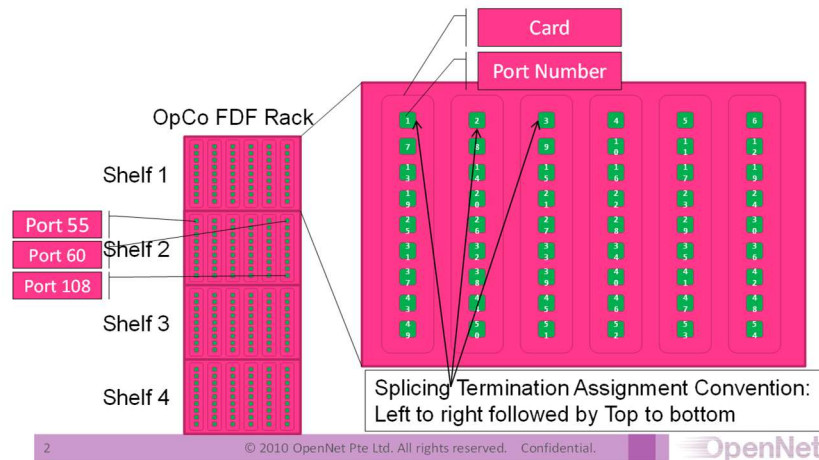 Card
Port Number
OpCo FDF Rack
Shelf 1
Shelf 2
Shelf 3
Shelf 4
Port 55
Port 60
Port 108
1 2 3 4 5 6
7 8 9 10 11 12
13 14 15 16 17
19 20 21 22 23 24
25 26 27 28 29 30
31 32 33 34 35 36
37 38 39 40 41 42
43 45 46 47 48
49 50 51 52 53 54
Splicing Termination Assignment Convention:
Left to right followed by Top to bottom
2
© 2010 OpenNet Pte Ltd. All rights reserved. Confidential.
OpenNet